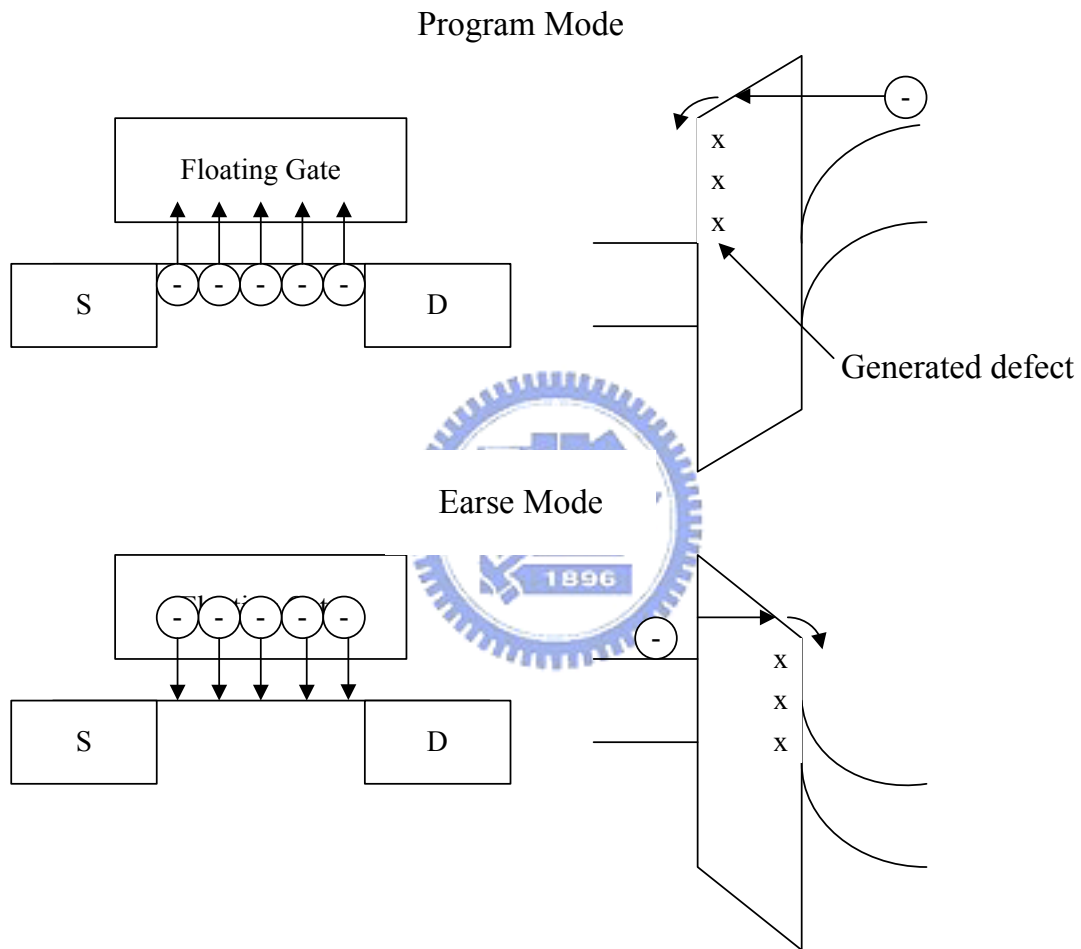 Program Mode
-
x
Floating Gate
x
x
- - - - -
S
D
Generated defect
Earse Mode
1896
- - - - -
-
x
x
S
D
x